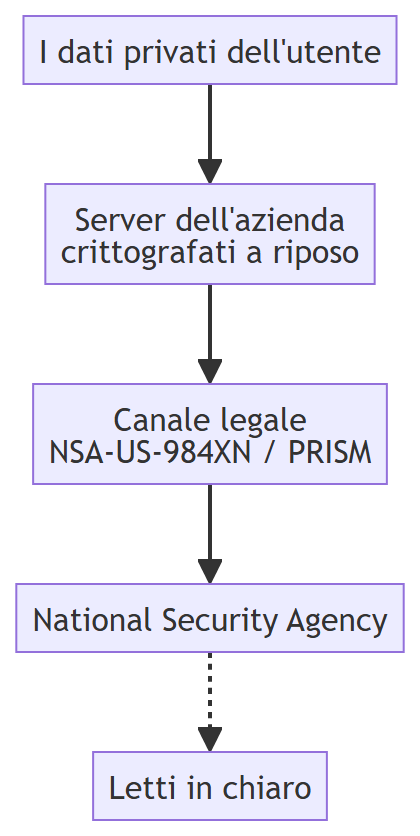 I dati privati dell'utente
Server dell'azienda
crittografati a riposo
Canale legale
NSA-US-984XN / PRISM
National Security Agency
Letti in chiaro